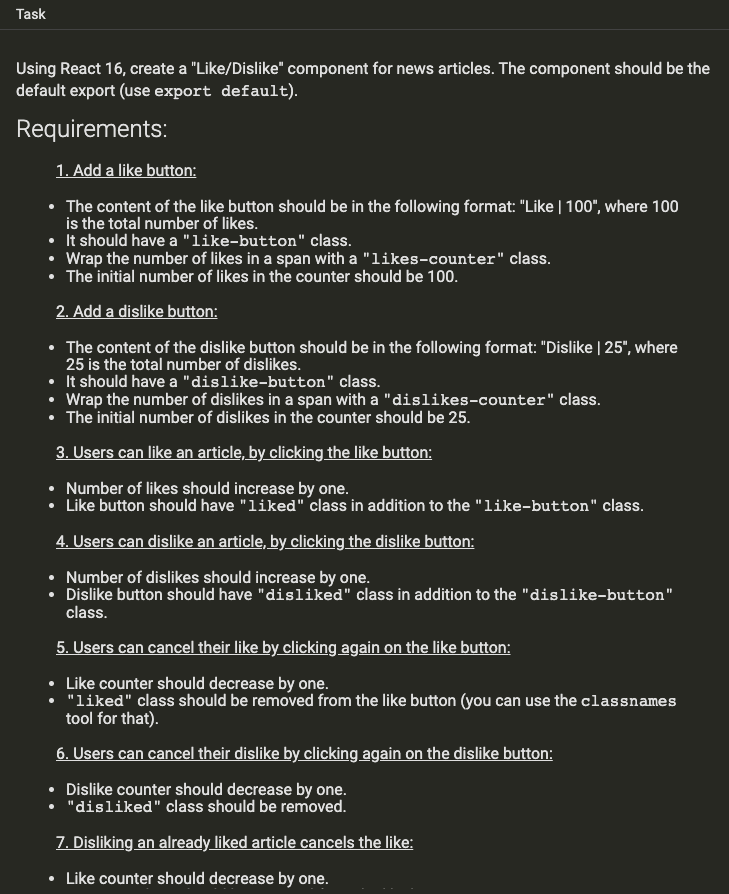 Task
Using React 16, create a "Like/Dislike" component for news articles. The component should be the
default export (use export default).
Requirements:
1. Add a like button:
• The content of the like button should be in the following format: "Like | 100", where 100
is the total number of likes.
• It should have a "like-button" class.
• Wrap the number of likes in a span with a "likes-counter" class.
• The initial number of likes in the counter should be 100.
2. Add a dislike button:
• The content of the dislike button should be in the following format: "Dislike | 25", where
25 is the total number of dislikes.
• It should have a "dislike-button" class.
• Wrap the number of dislikes in a span with a "dislikes-counter" class.
• The initial number of dislikes in the counter should be 25.
3. Users can like an article, by clicking the like button:
• Number of likes should increase by one.
• Like button should have "liked" class in addition to the "like-button" class.
4. Users can dislike an article, by clicking the dislike button:
• Number of dislikes should increase by one.
• Dislike button should have "disliked" class in addition to the "dislike-button"
class.
5. Users can cancel their like by clicking again on the like button:
• Like counter should decrease by one.
• "liked" class should be removed from the like button (you can use the classnames
tool for that).
6. Users can cancel their dislike by clicking again on the dislike button:
• Dislike counter should decrease by one.
• "disliked" class should be removed.
7. Disliking an already liked article cancels the like:
• Like counter should decrease by one.